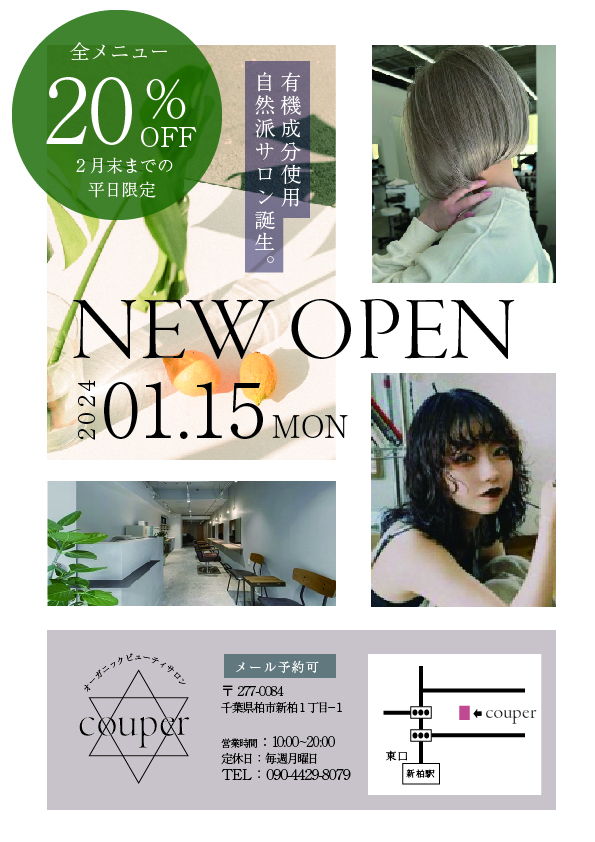 全メニュー
20%
OFF
2月末までの
平日限定
有機成分使用
自然派サロン誕生。
NEW OPEN
2024
01.15 MON
オーガニックビューティサロン
couper
メール予約可
〒277-0084
千葉県柏市新柏1丁目−1
営業時間：10:00~20:00
定休日：毎週月曜日
TEL：090-4429-8079
couper
東口
新柏駅